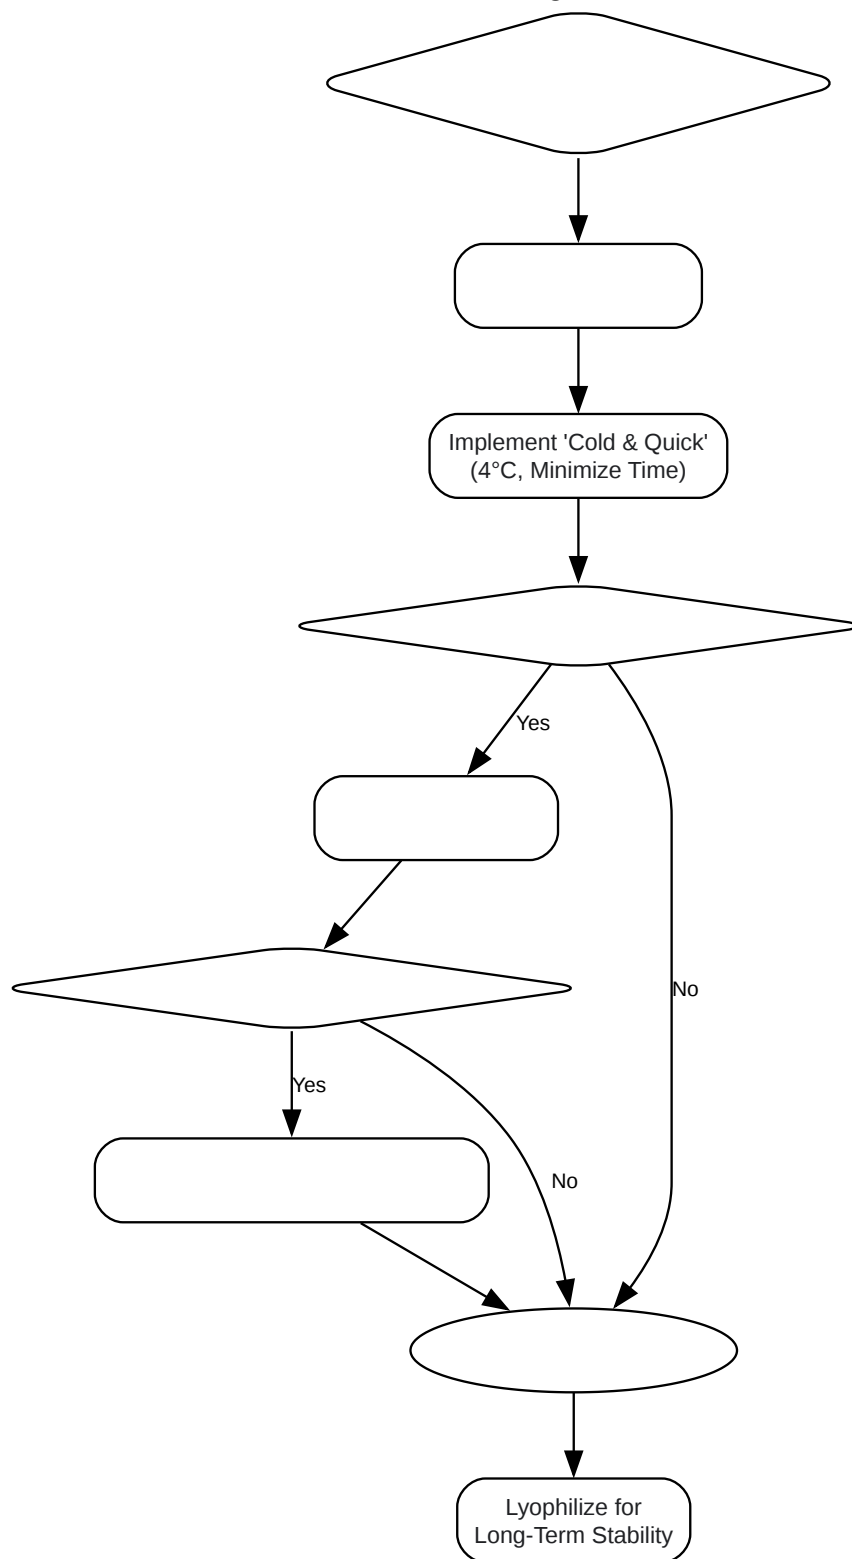 Implement 'Cold & Quick'
(4°C, Minimize Time)
Yes
No
Yes
No
Lyophilize for
Long-Term Stability